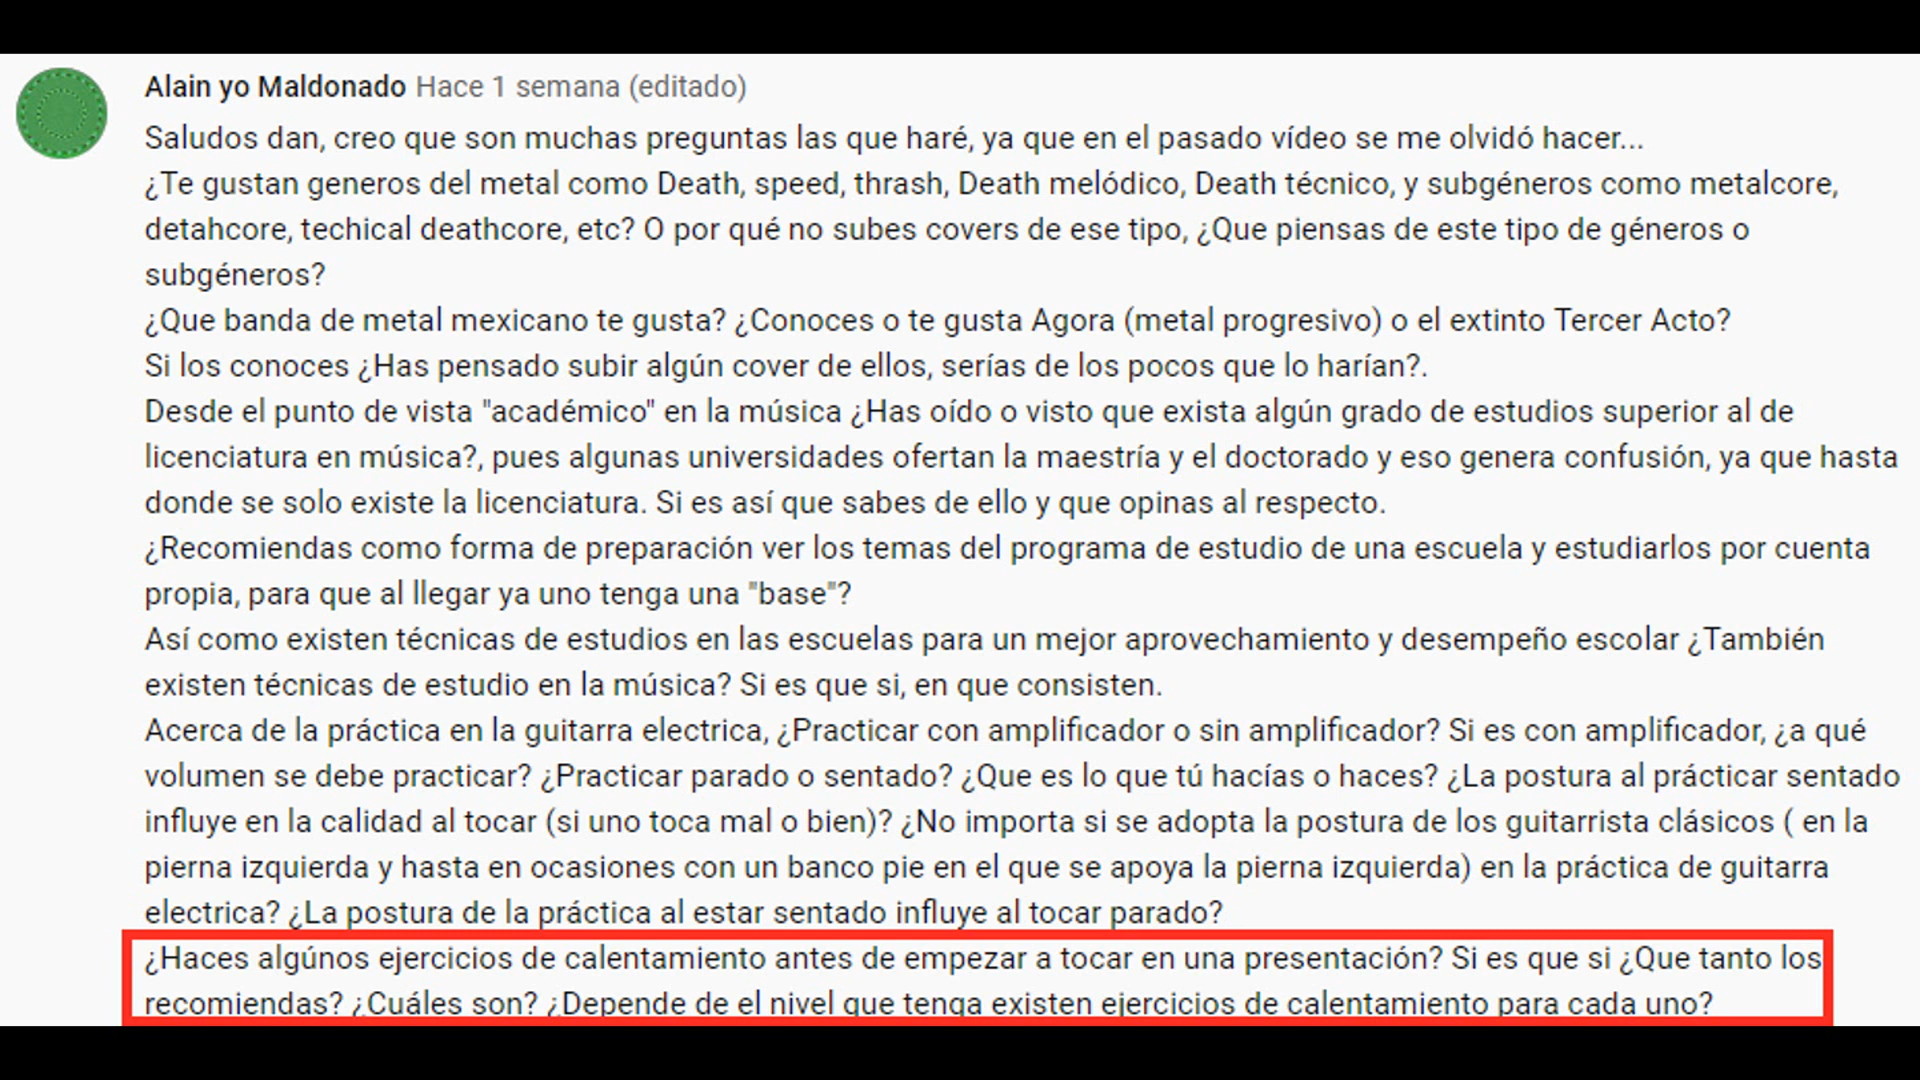 Alain yo Maldonado Hace 1 semana (editado)
Saludos dan, creo que son muchas preguntas las que haré, ya que en el pasado vídeo se me olvidó hacer...
¿Te gustan generos del metal como Death, speed, thrash, Death melódico, Death técnico, y subgéneros como metalcore,
detahcore, techical deathcore, etc? O por qué no subes covers de ese tipo, ¿Que piensas de este tipo de géneros o
subgéneros?
¿Que banda de metal mexicano te gusta? ¿Conoces o te gusta Agora (metal progresivo) o el extinto Tercer Acto?
Si los conoces ¿Has pensado subir algún cover de ellos, serías de los pocos que lo harían?.
Desde el punto de vista "académico" en la música ¿Has oído o visto que exista algún grado de estudios superior al de
licenciatura en música?, pues algunas universidades ofertan la maestría y el doctorado y eso genera confusión, ya que hasta
donde se solo existe la licenciatura. Si es así que sabes de ello y que opinas al respecto.
¿Recomiendas como forma de preparación ver los temas del programa de estudio de una escuela y estudiarlos por cuenta
propia, para que al llegar ya uno tenga una "base"?
Así como existen técnicas de estudios en las escuelas para un mejor aprovechamiento y desempeño escolar ¿También
existen técnicas de estudio en la música? Si es que si, en que consisten.
Acerca de la práctica en la guitarra electrica, ¿Practicar con amplificador o sin amplificador? Si es con amplificador, ¿a qué
volumen se debe practicar? ¿Practicar parado o sentado? ¿Que es lo que tú hacías o haces? ¿La postura al prácticar sentado
influye en la calidad al tocar (si uno toca mal o bien)? ¿No importa si se adopta la postura de los guitarrista clásicos ( en la
pierna izquierda y hasta en ocasiones con un banco pie en el que se apoya la pierna izquierda) en la práctica de guitarra
electrica? ¿La postura de la práctica al estar sentado influye al tocar parado?
¿Haces algúnos ejercicios de calentamiento antes de empezar a tocar en una presentación? Si es que si ¿Que tanto los
recomiendas? ¿Cuáles son? ¿Depende de el nivel que tenga existen ejercicios de calentamiento para cada uno?